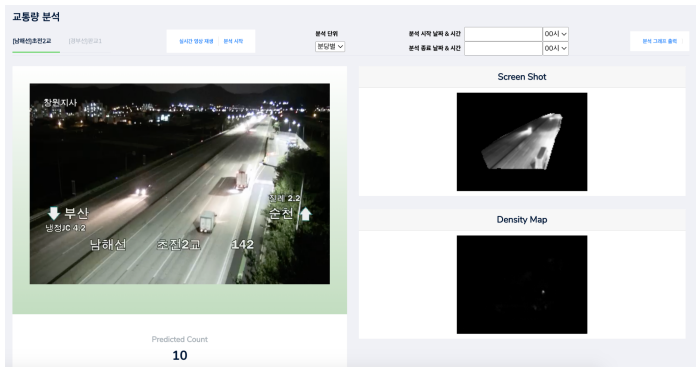 교통량 분석
[남해선]초전2교
실시간 영상 재생
분석 시작
분석 단위
분당별
분석 시작 날짜 & 시간
00시
분석 종료 날짜 & 시간
00시
분석 그래프 출력
창원지사
부산
냉정JC 4.2
진례 2.2
순천
남해선 초전2교 142
Predicted Count
10
Screen Shot
Density Map